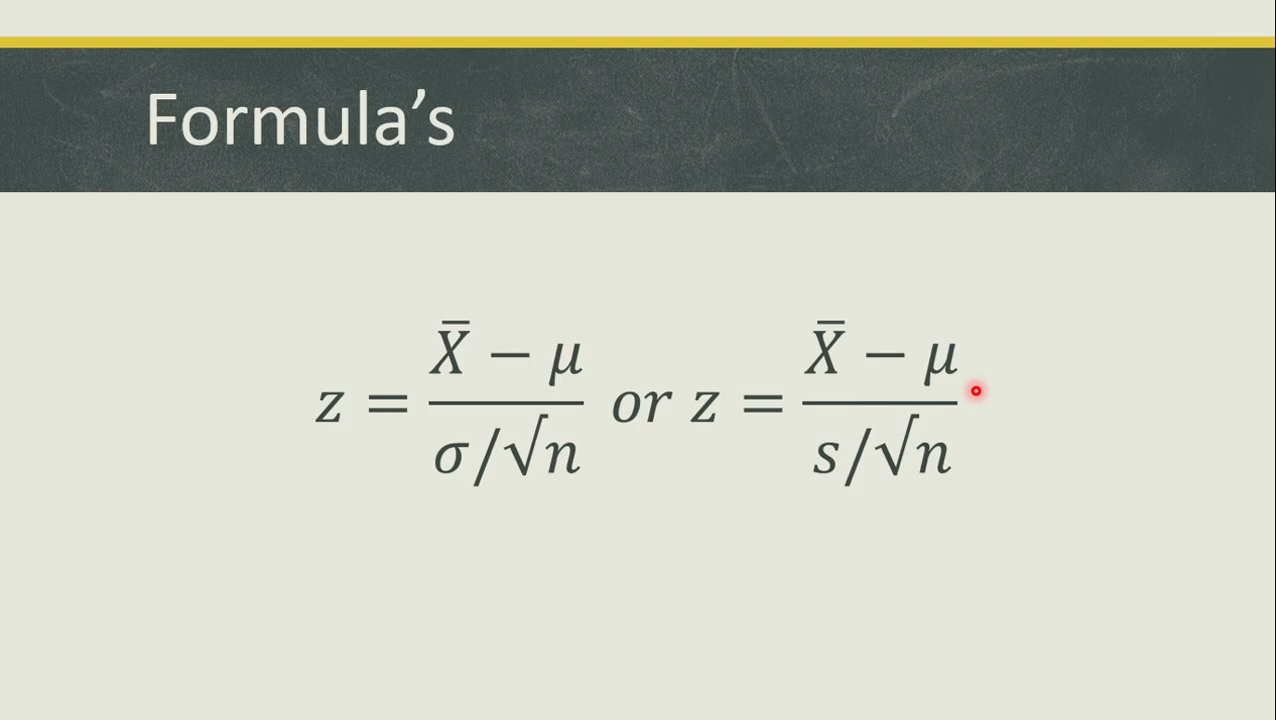 Formula’s
z = X̄ − μ / σ/√n or z = X̄ − μ / s/√n